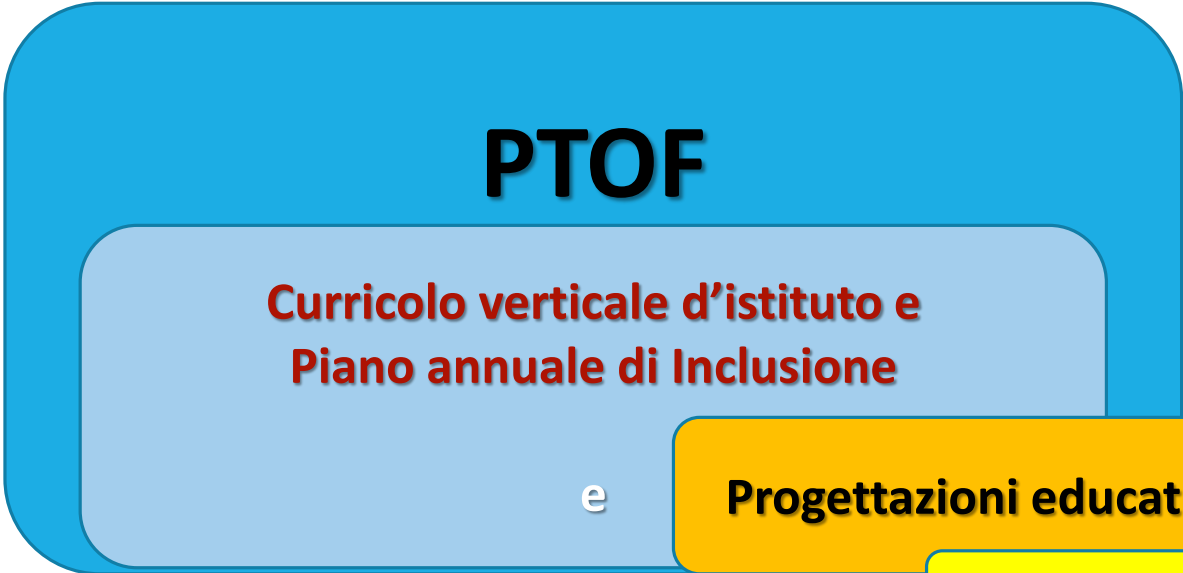 PTOF
Curricolo verticale d’istituto e
Piano annuale di Inclusione
e
Progettazioni educat